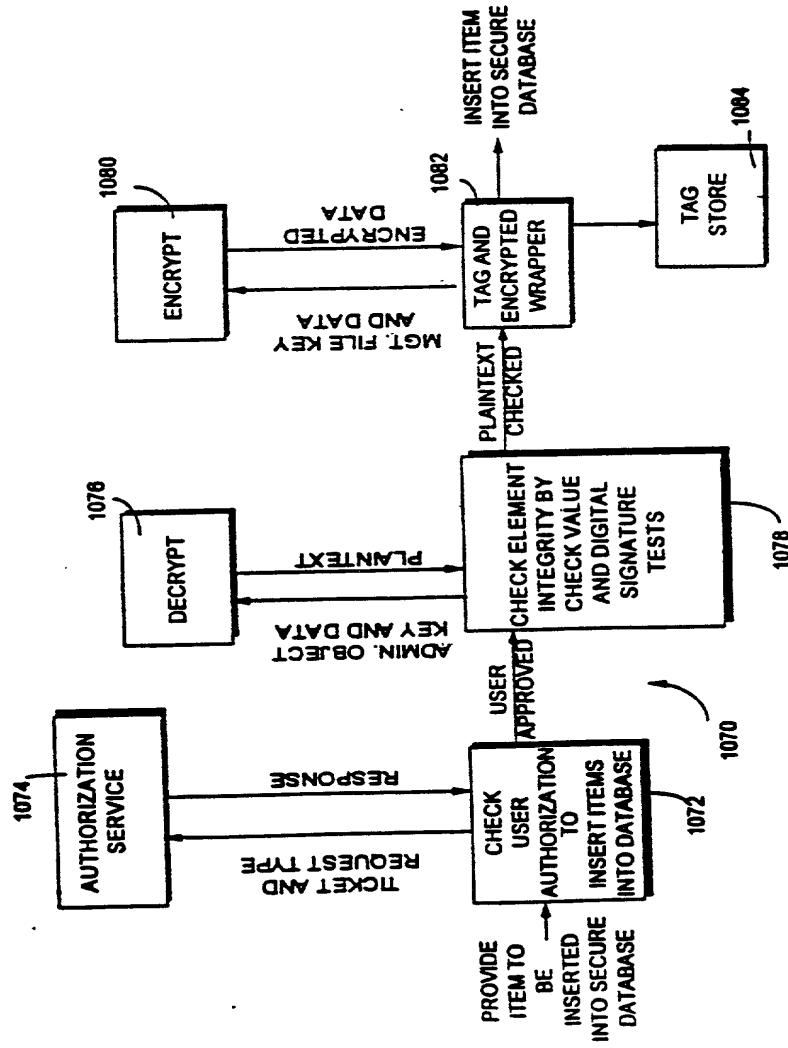 PROVIDE
ITEM TO
BE
INSERTED
INTO SECURE
DATABASE
1074
AUTHORIZATION
SERVICE
TICKET AND
REQUEST TYPE
RESPONSE
CHECK
USER
AUTHORIZATION
TO
INSERT ITEMS
INTO DATABASE
1072
1070
USER
APPROVED
1076
DECRYPT
ADMIN. OBJECT
KEY AND DATA
PLAINTEXT
CHECK ELEMENT
INTEGRITY BY
CHECK VALUE
AND DIGITAL
SIGNATURE
TESTS
1078
PLAINTEXT
CHECKED
1080
ENCRYPT
MGT. FILE KEY
AND DATA
ENCRYPTED
DATA
1082
TAG AND
ENCRYPTED
WRAPPER
INSERT ITEM
INTO SECURE
DATABASE
TAG
STORE
1084